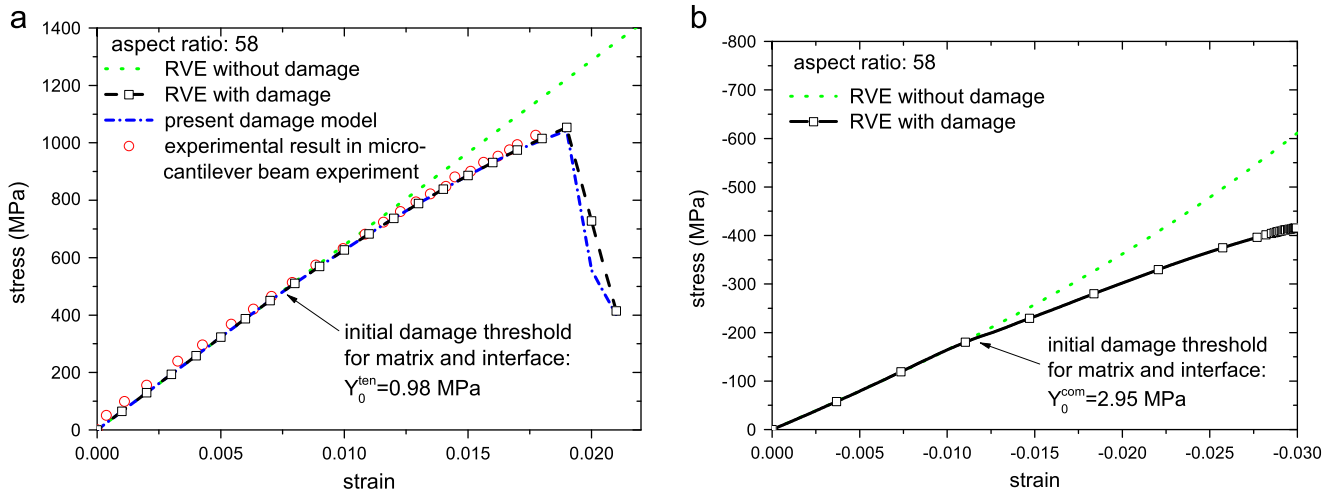 a
1400
1200
1000
800
600
400
200
0
stress (MPa)
aspect ratio: 58
RVE without damage
RVE with damage
present damage model
experimental result in micro-
cantilever beam experiment
initial damage threshold
for matrix and interface:
Y₀ᵗᵉⁿ=0.98 MPa
0.000
0.005
0.010
0.015
0.020
strain
b
-800
-700
-600
-500
-400
-300
-200
-100
0
stress (MPa)
aspect ratio: 58
RVE without damage
RVE with damage
initial damage threshold
for matrix and interface:
Y₀ᶜᵒᵐ=2.95 MPa
0.000
-0.005
-0.010
-0.015
-0.020
-0.025
-0.030
strain